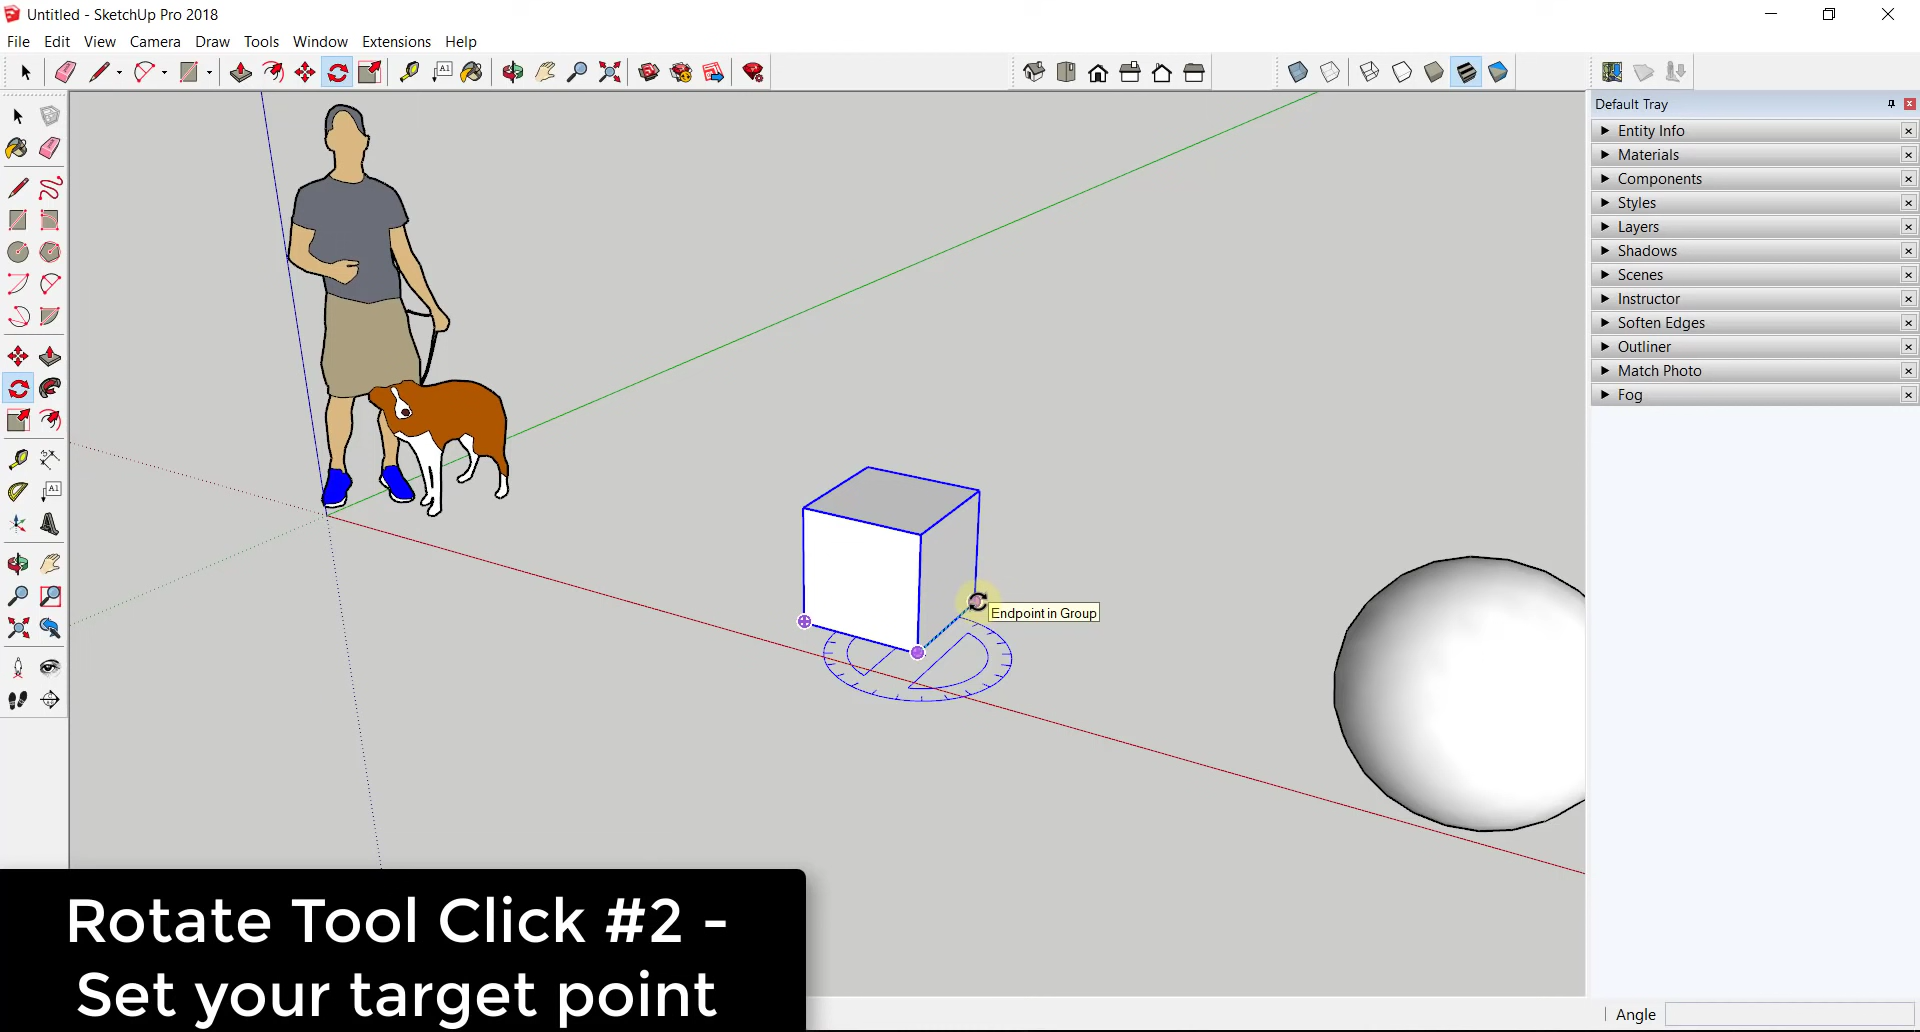 Untitled - SketchUp Pro 2018
File Edit View Camera Draw Tools Window Extensions Help
A1
Default Tray
Entity Info
Materials
Components
Styles
Layers
Shadows
Scenes
Instructor
Soften Edges
Outliner
Match Photo
Fog
A1
Endpoint in Group
Rotate Tool Click #2 -
Set your target point
Angle